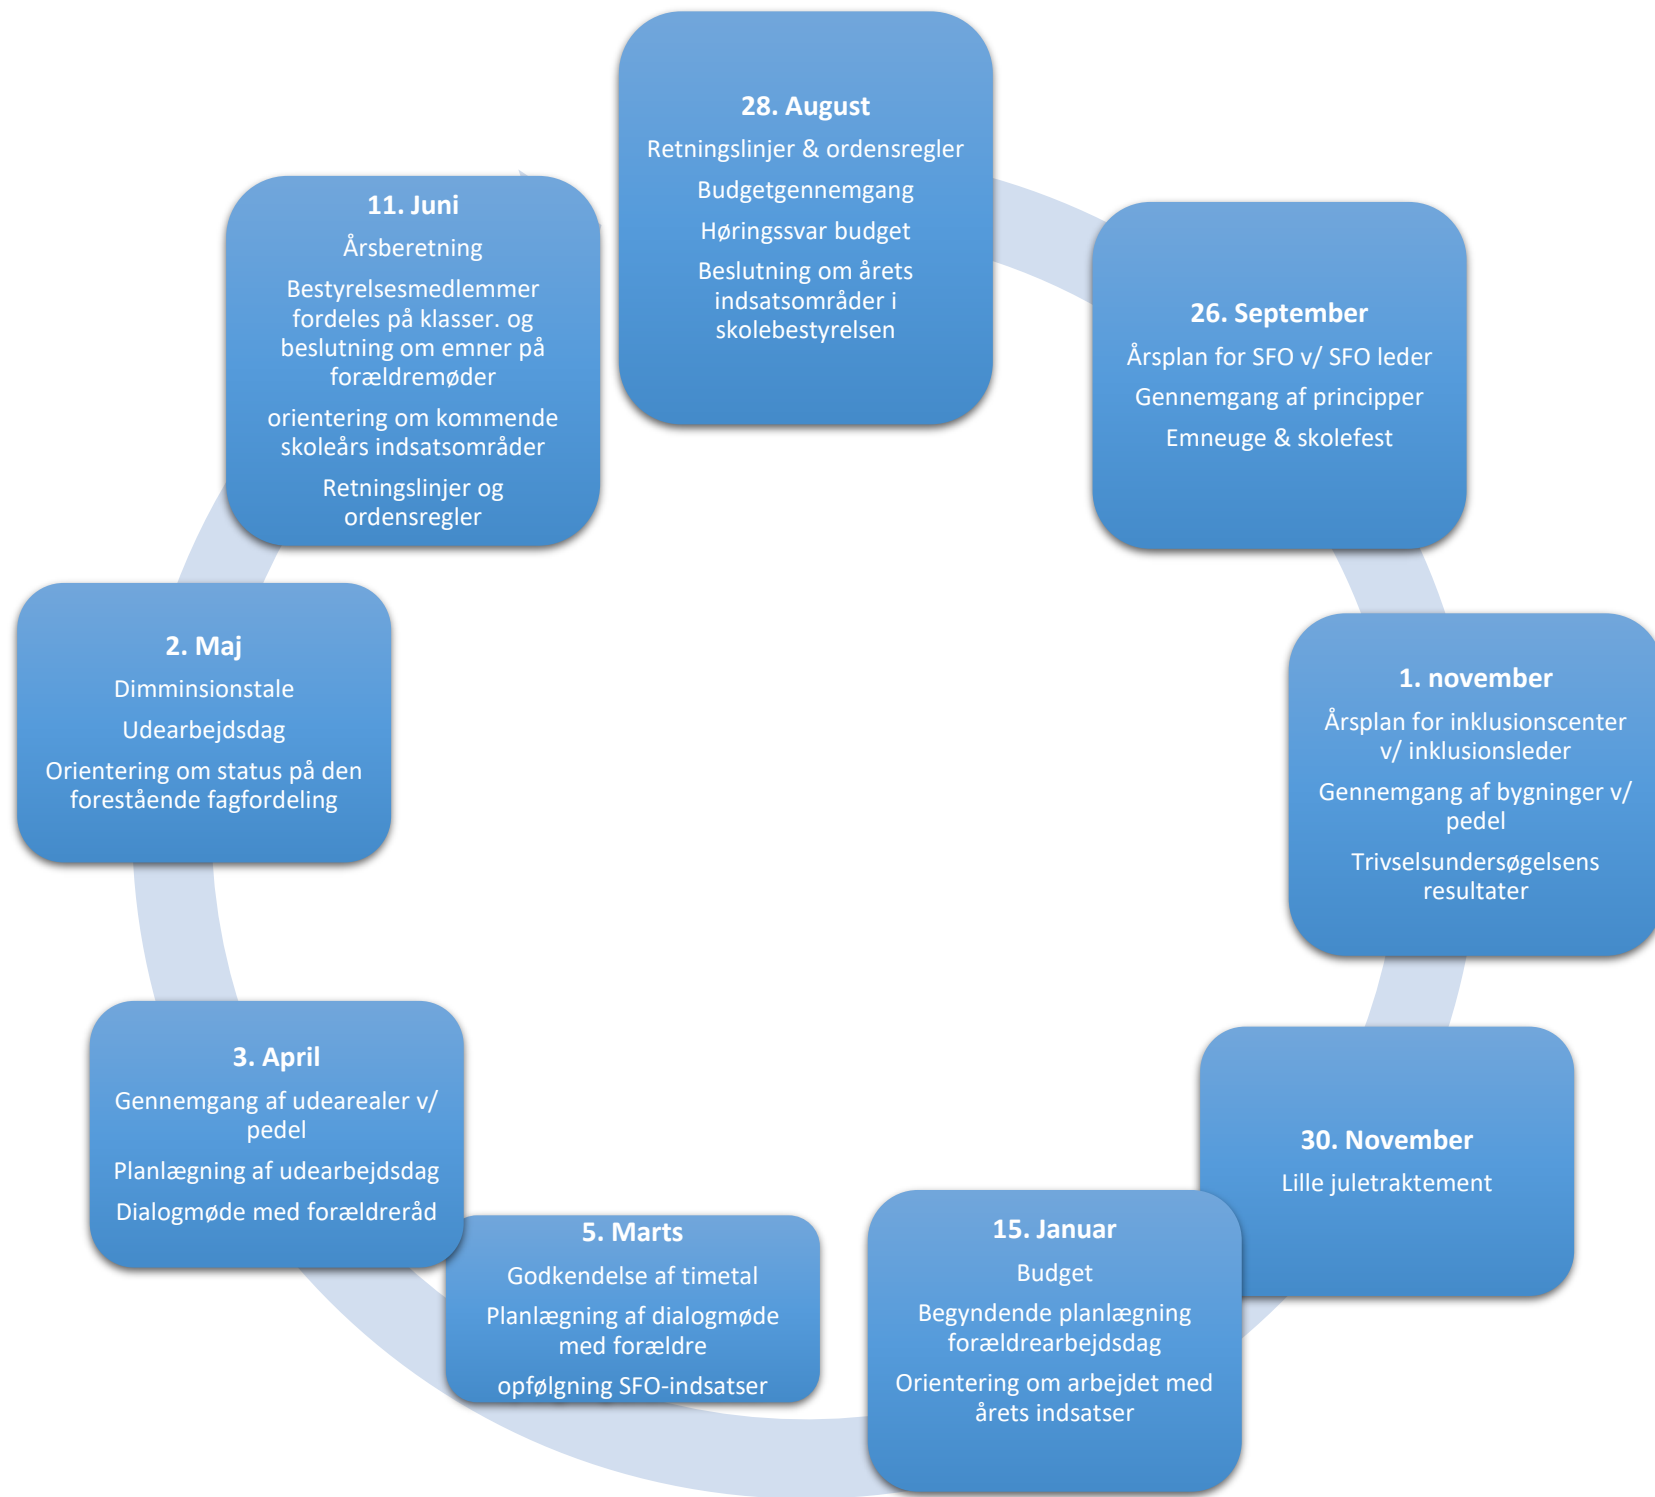 28. August
Retningslinjer & ordensregler
Budgetgennemgang
Høringssvar budget
Beslutning om årets
indsatsområder i
skolebestyrelsen
26. September
Årsplan for SFO v/ SFO leder
Gennemgang af principper
Emneuge & skolefest
1. november
Årsplan for inklusionscenter
v/ inklusionsleder
Gennemgang af bygninger v/
pedel
Trivselsundersøgelsens
resultater
30. November
Lille juletraktement
15. Januar
Budget
Begyndende planlægning
forældrearbejdsdag
Orientering om arbejdet med
årets indsatser
5. Marts
Godkendelse af timetal
Planlægning af dialogmøde
med forældre
opfølgning SFO-indsatser
3. April
Gennemgang af udearealer v/
pedel
Planlægning af udearbejdsdag
Dialogmøde med forældreråd
2. Maj
Dimminsionstale
Udearbejdsdag
Orientering om status på den
forestående fagfordeling
11. Juni
Årsberetning
Bestyrelsesmedlemmer
fordeles på klasser. og
beslutning om emner på
forældremøder
orientering om kommende
skoleårs indsatsområder
Retningslinjer og
ordensregler